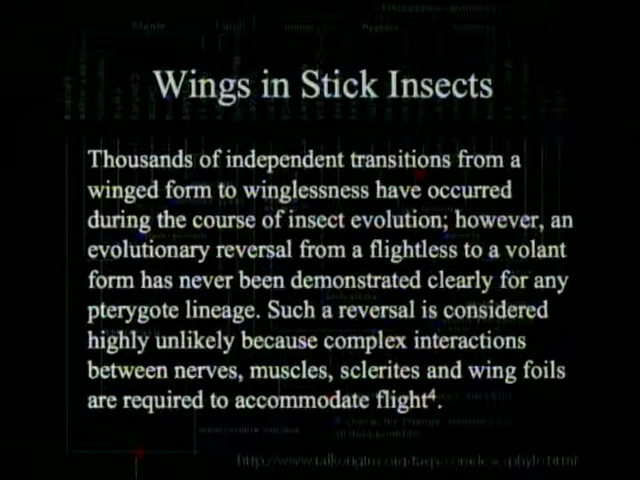 Wings in Stick Insects
Thousands of independent transitions from a
winged form to winglessness have occurred
during the course of insect evolution; however, an
evolutionary reversal from a flightless to a volant
form has never been demonstrated clearly for any
pterygote lineage. Such a reversal is considered
highly unlikely because complex interactions
between nerves, muscles, sclerites and wing foils
are required to accommodate flight⁴.